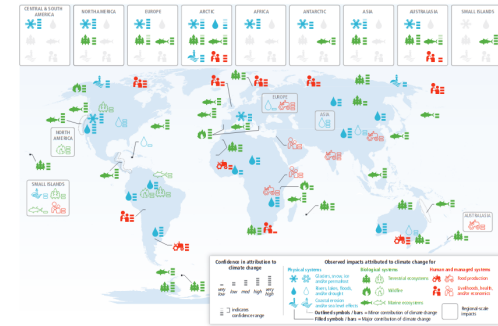 CENTRAL & SOUTH
AMERICA
NORTH AMERICA
EUROPE
ARCTIC
AFRICA
ANTARCTIC
ASIA
AUSTRALASIA
SMALL ISLANDS
EUROPE
ASIA
NORTH
AMERICA
SMALL ISLANDS
AUSTRALASIA
Confidence in attribution to
climate change
very
low
low
med
high
very
high
indicates
confidence range
Observed impacts attributed to climate change for
Physical systems
Glaciers, snow, ice
and/or permafrost
Rivers, lakes, floods,
and/or drought
Coastal erosion
and/or sea level effects
Biological systems
Terrestrial ecosystems
Wildfire
Marine ecosystems
Human and managed systems
Food production
Livelihoods, health,
and/or economics
Outlined symbols / bars = Minor contribution of climate change
Filled symbols / bars = Major contribution of climate change
Regional-scale
impacts